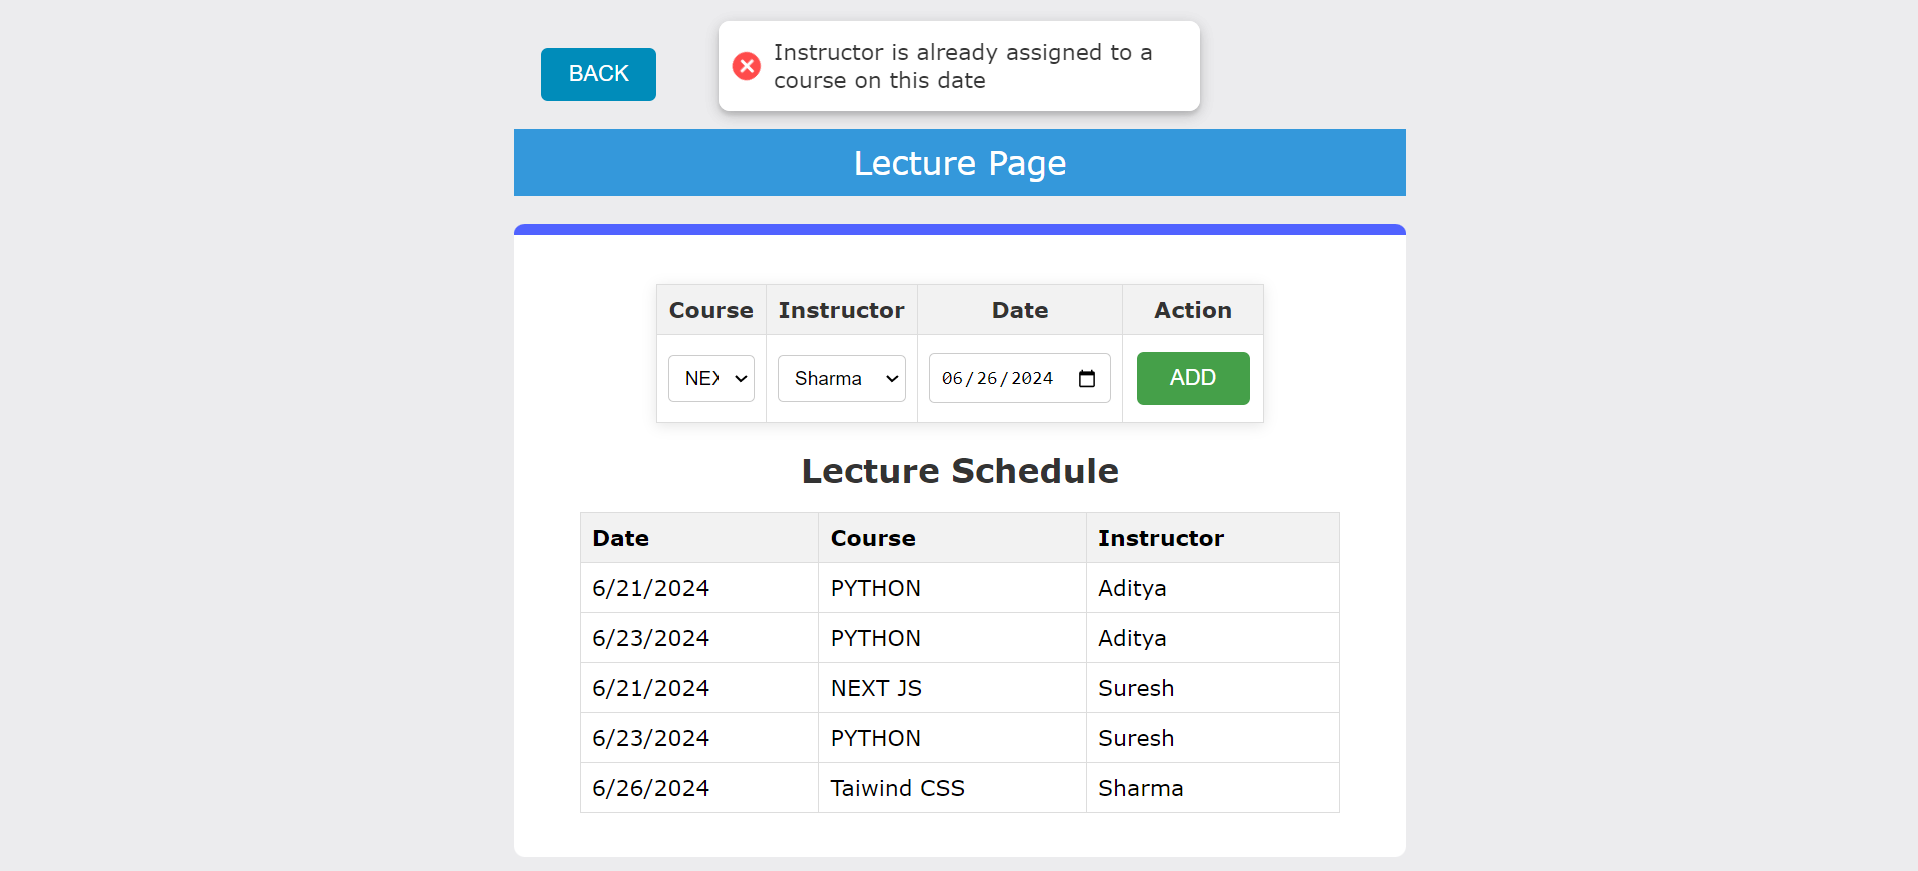 BACK
Instructor is already assigned to a
course on this date
Lecture Page
Course Instructor Date Action
NEX Sharma 06/26/2024 ADD
Lecture Schedule
Date Course Instructor
6/21/2024 PYTHON Aditya
6/23/2024 PYTHON Aditya
6/21/2024 NEXT JS Suresh
6/23/2024 PYTHON Suresh
6/26/2024 Taiwind CSS Sharma